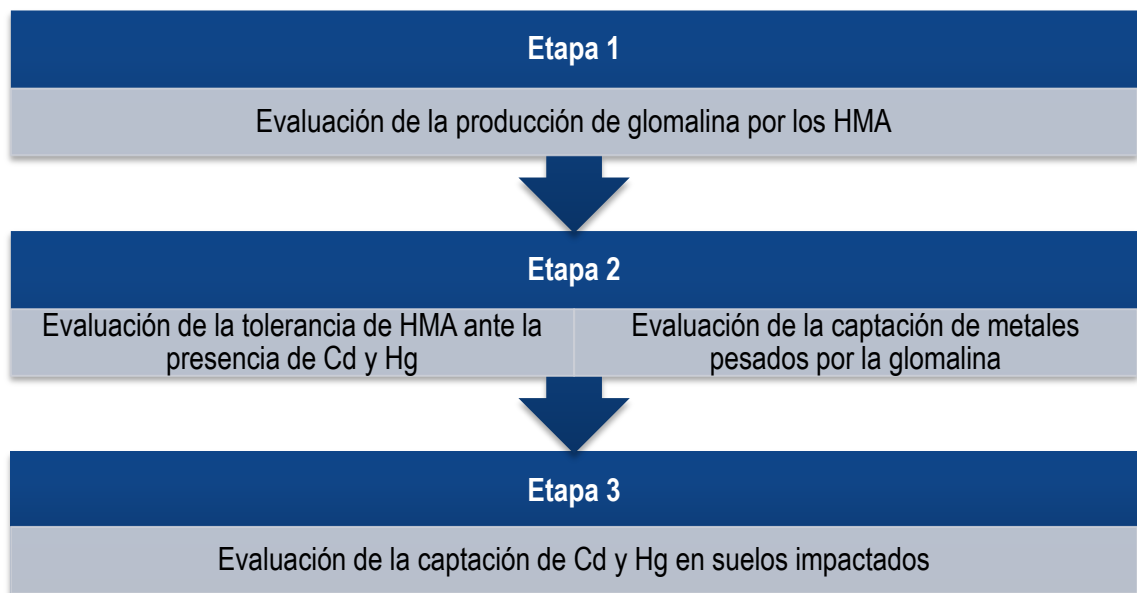 Etapa 1
Evaluación de la producción de glomalina por los HMA
Etapa 2
Evaluación de la tolerancia de HMA ante la
presencia de Cd y Hg
Evaluación de la captación de metales
pesados por la glomalina
Etapa 3
Evaluación de la captación de Cd y Hg en suelos impactados